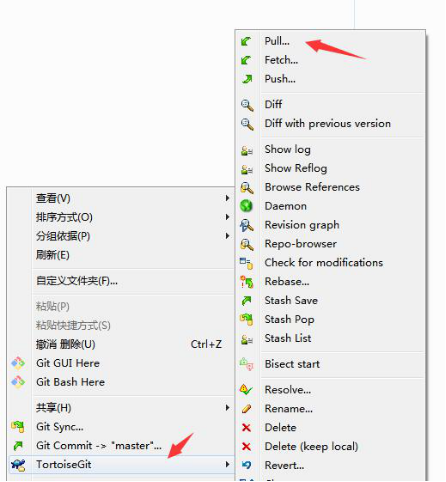 Pull...
Fetch...
Push...
Diff
Diff with previous version
Show log
Show Reflog
Browse References
Daemon
Revision graph
Repo-browser
Check for modifications
Rebase...
Stash Save
Stash Pop
Stash List
Bisect start
Resolve...
Rename...
Delete
Delete (keep local)
Revert...
查看(V)
排序方式(O)
分组依据(P)
刷新(E)
自定义文件夹(F)...
粘贴(P)
粘贴快捷方式(S)
撤消 删除(U) Ctrl+Z
Git GUI Here
Git Bash Here
共享(H)
Git Sync...
Git Commit -> "master"...
TortoiseGit